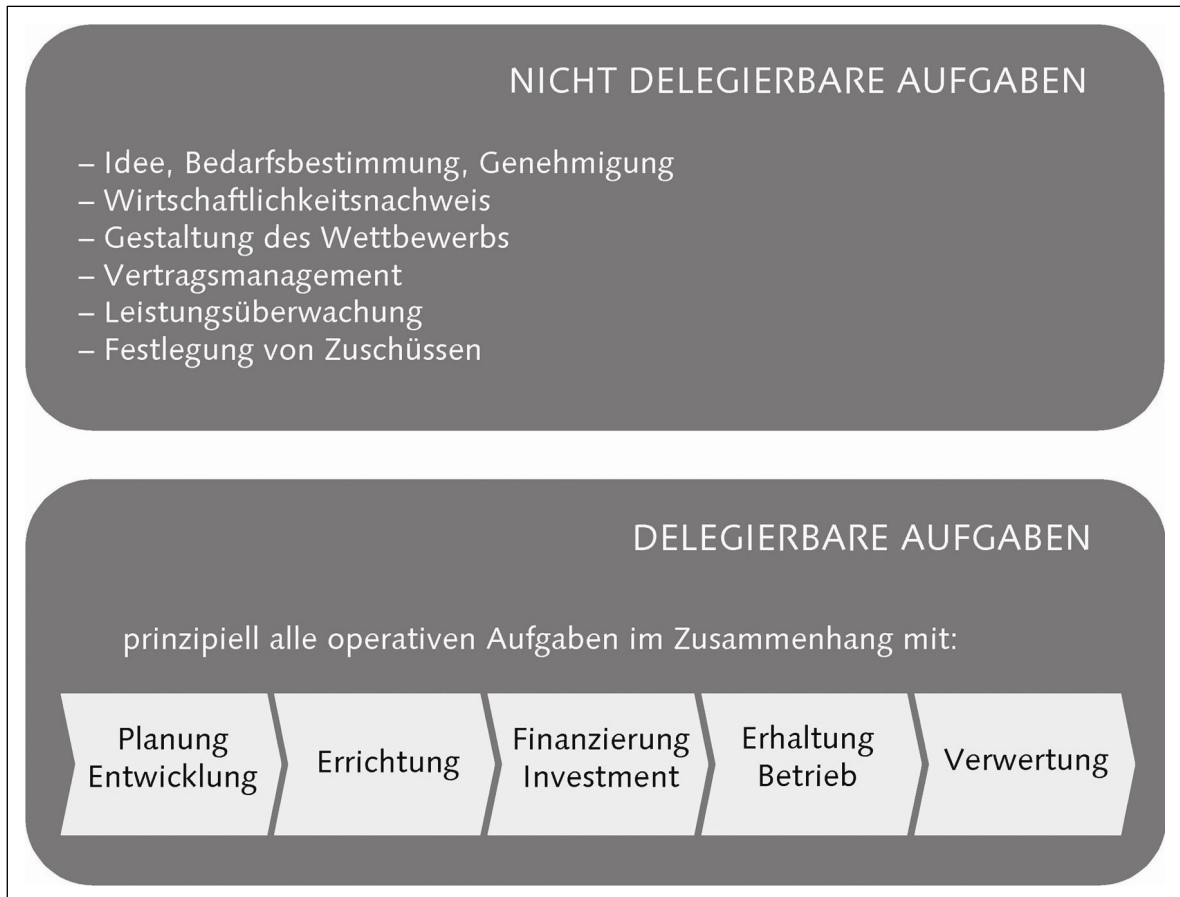 NICHT DELEGIERBARE AUFGABEN
– Idee, Bedarfsbestimmung, Genehmigung
– Wirtschaftlichkeitsnachweis
– Gestaltung des Wettbewerbs
– Vertragsmanagement
– Leistungsüberwachung
– Festlegung von Zuschüssen
DELEGIERBARE AUFGABEN
prinzipiell alle operativen Aufgaben im Zusammenhang mit:
Planung
Entwicklung
Errichtung
Finanzierung
Investment
Erhaltung
Betrieb
Verwertung